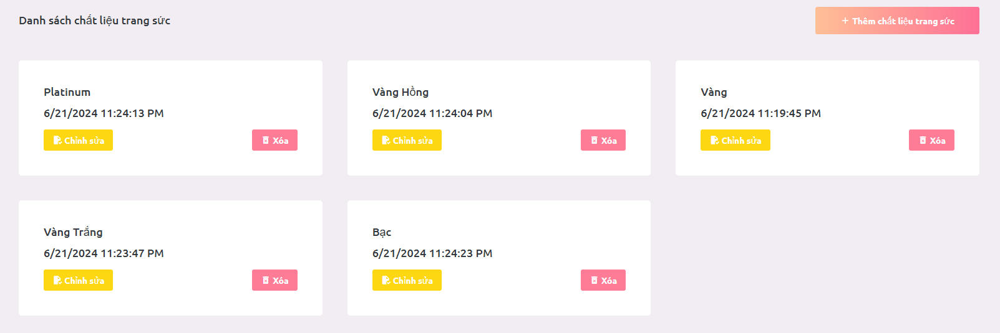 Danh sách chất liệu trang sức
+ Thêm chất liệu trang sức
Platinum
6/21/2024 11:24:13 PM
Chỉnh sửa
Xóa
Vàng Hồng
6/21/2024 11:24:04 PM
Chỉnh sửa
Xóa
Vàng
6/21/2024 11:19:45 PM
Chỉnh sửa
Xóa
Vàng Trắng
6/21/2024 11:23:47 PM
Chỉnh sửa
Xóa
Bạc
6/21/2024 11:24:23 PM
Chỉnh sửa
Xóa